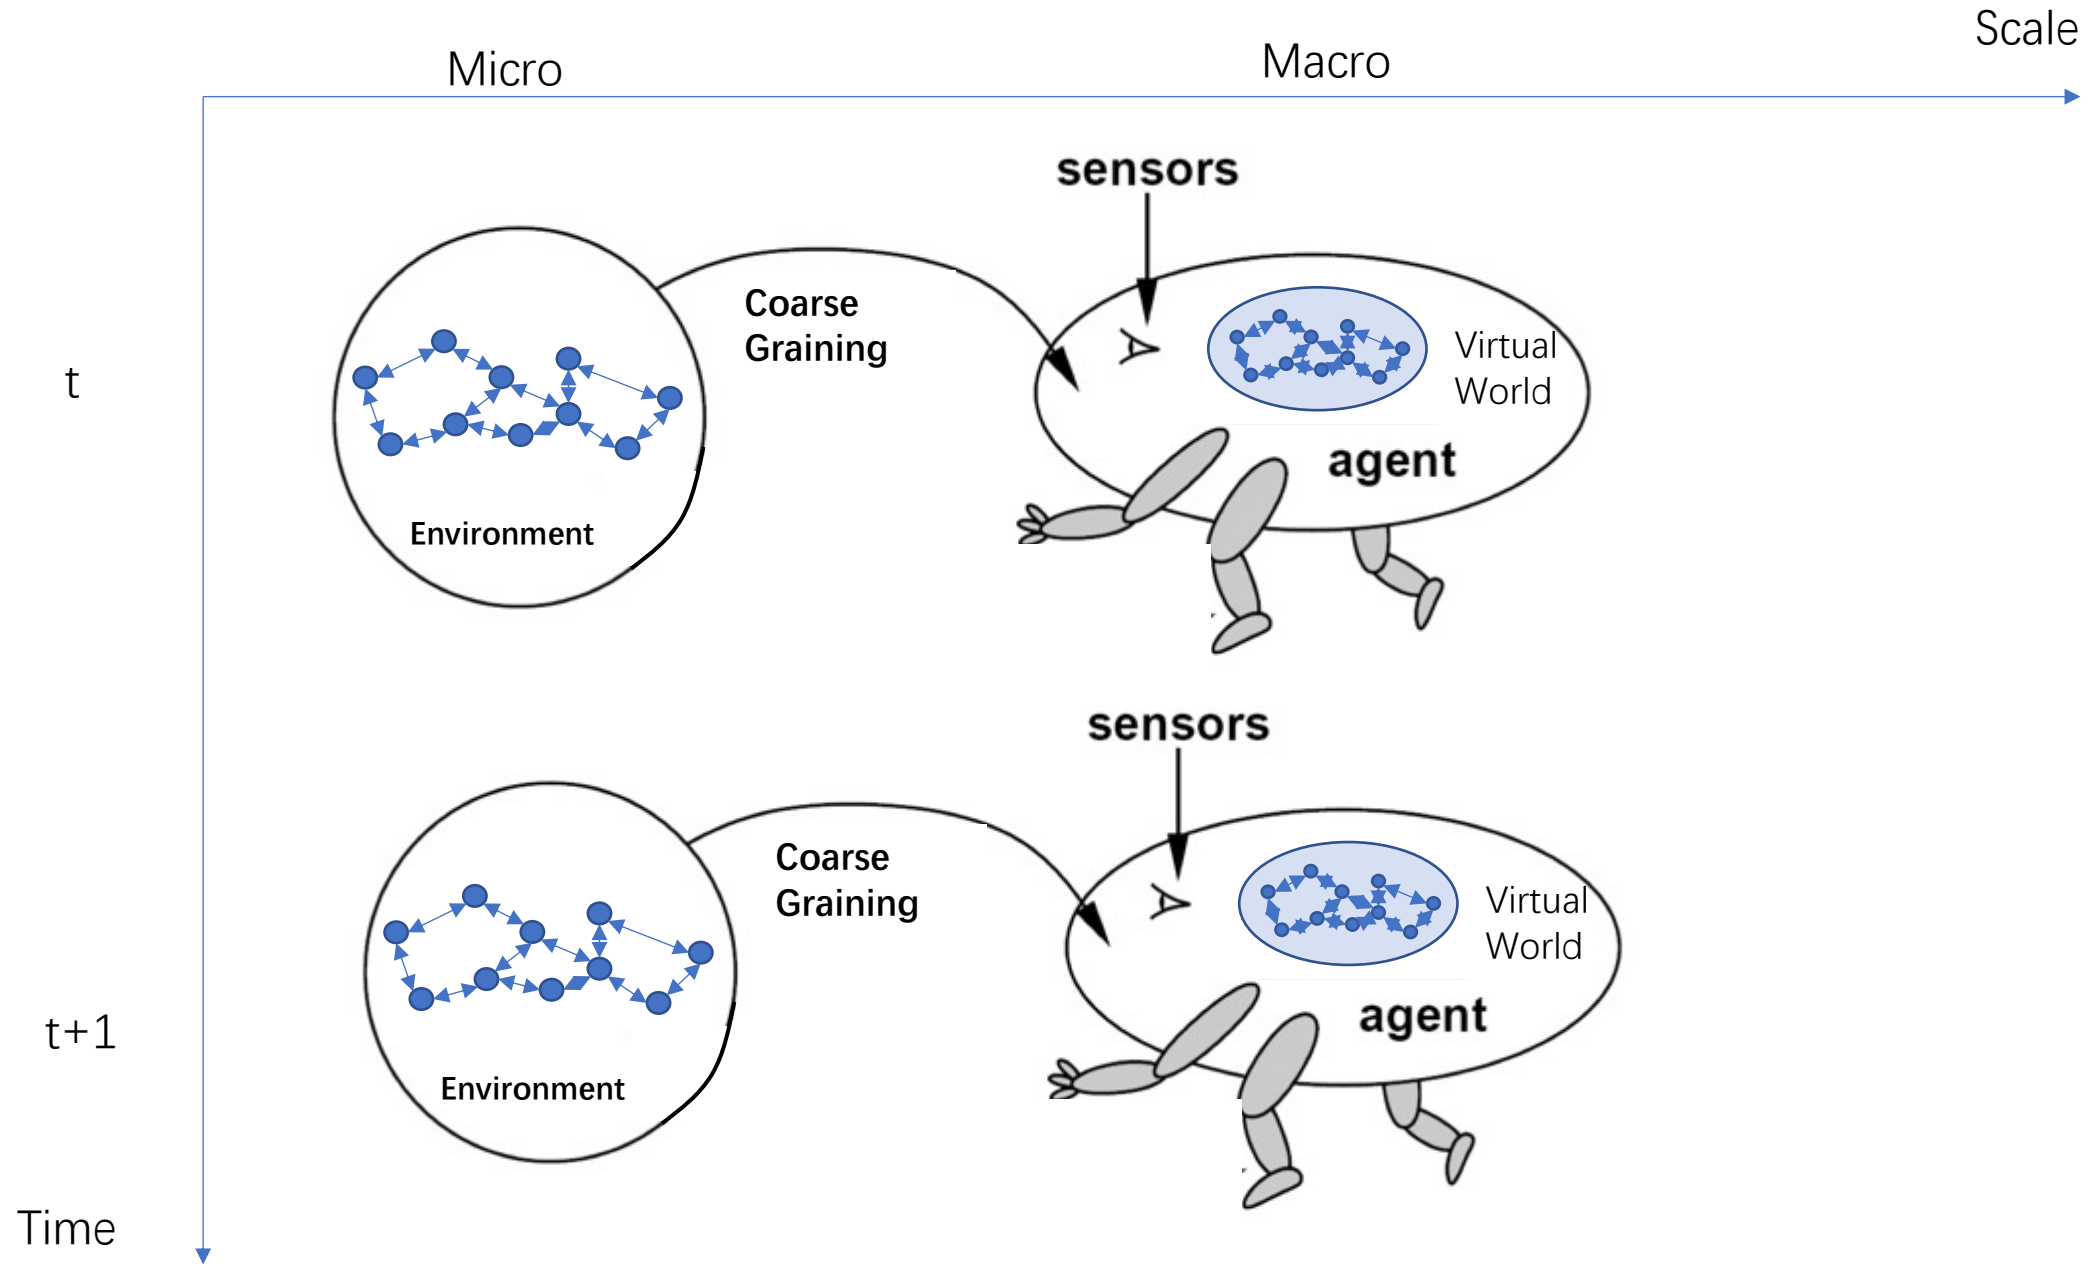 Scale
Micro
Macro
sensors
Coarse
Graining
Virtual
World
t
agent
Environment
sensors
Coarse
Graining
Virtual
World
agent
t+1
Environment
Time